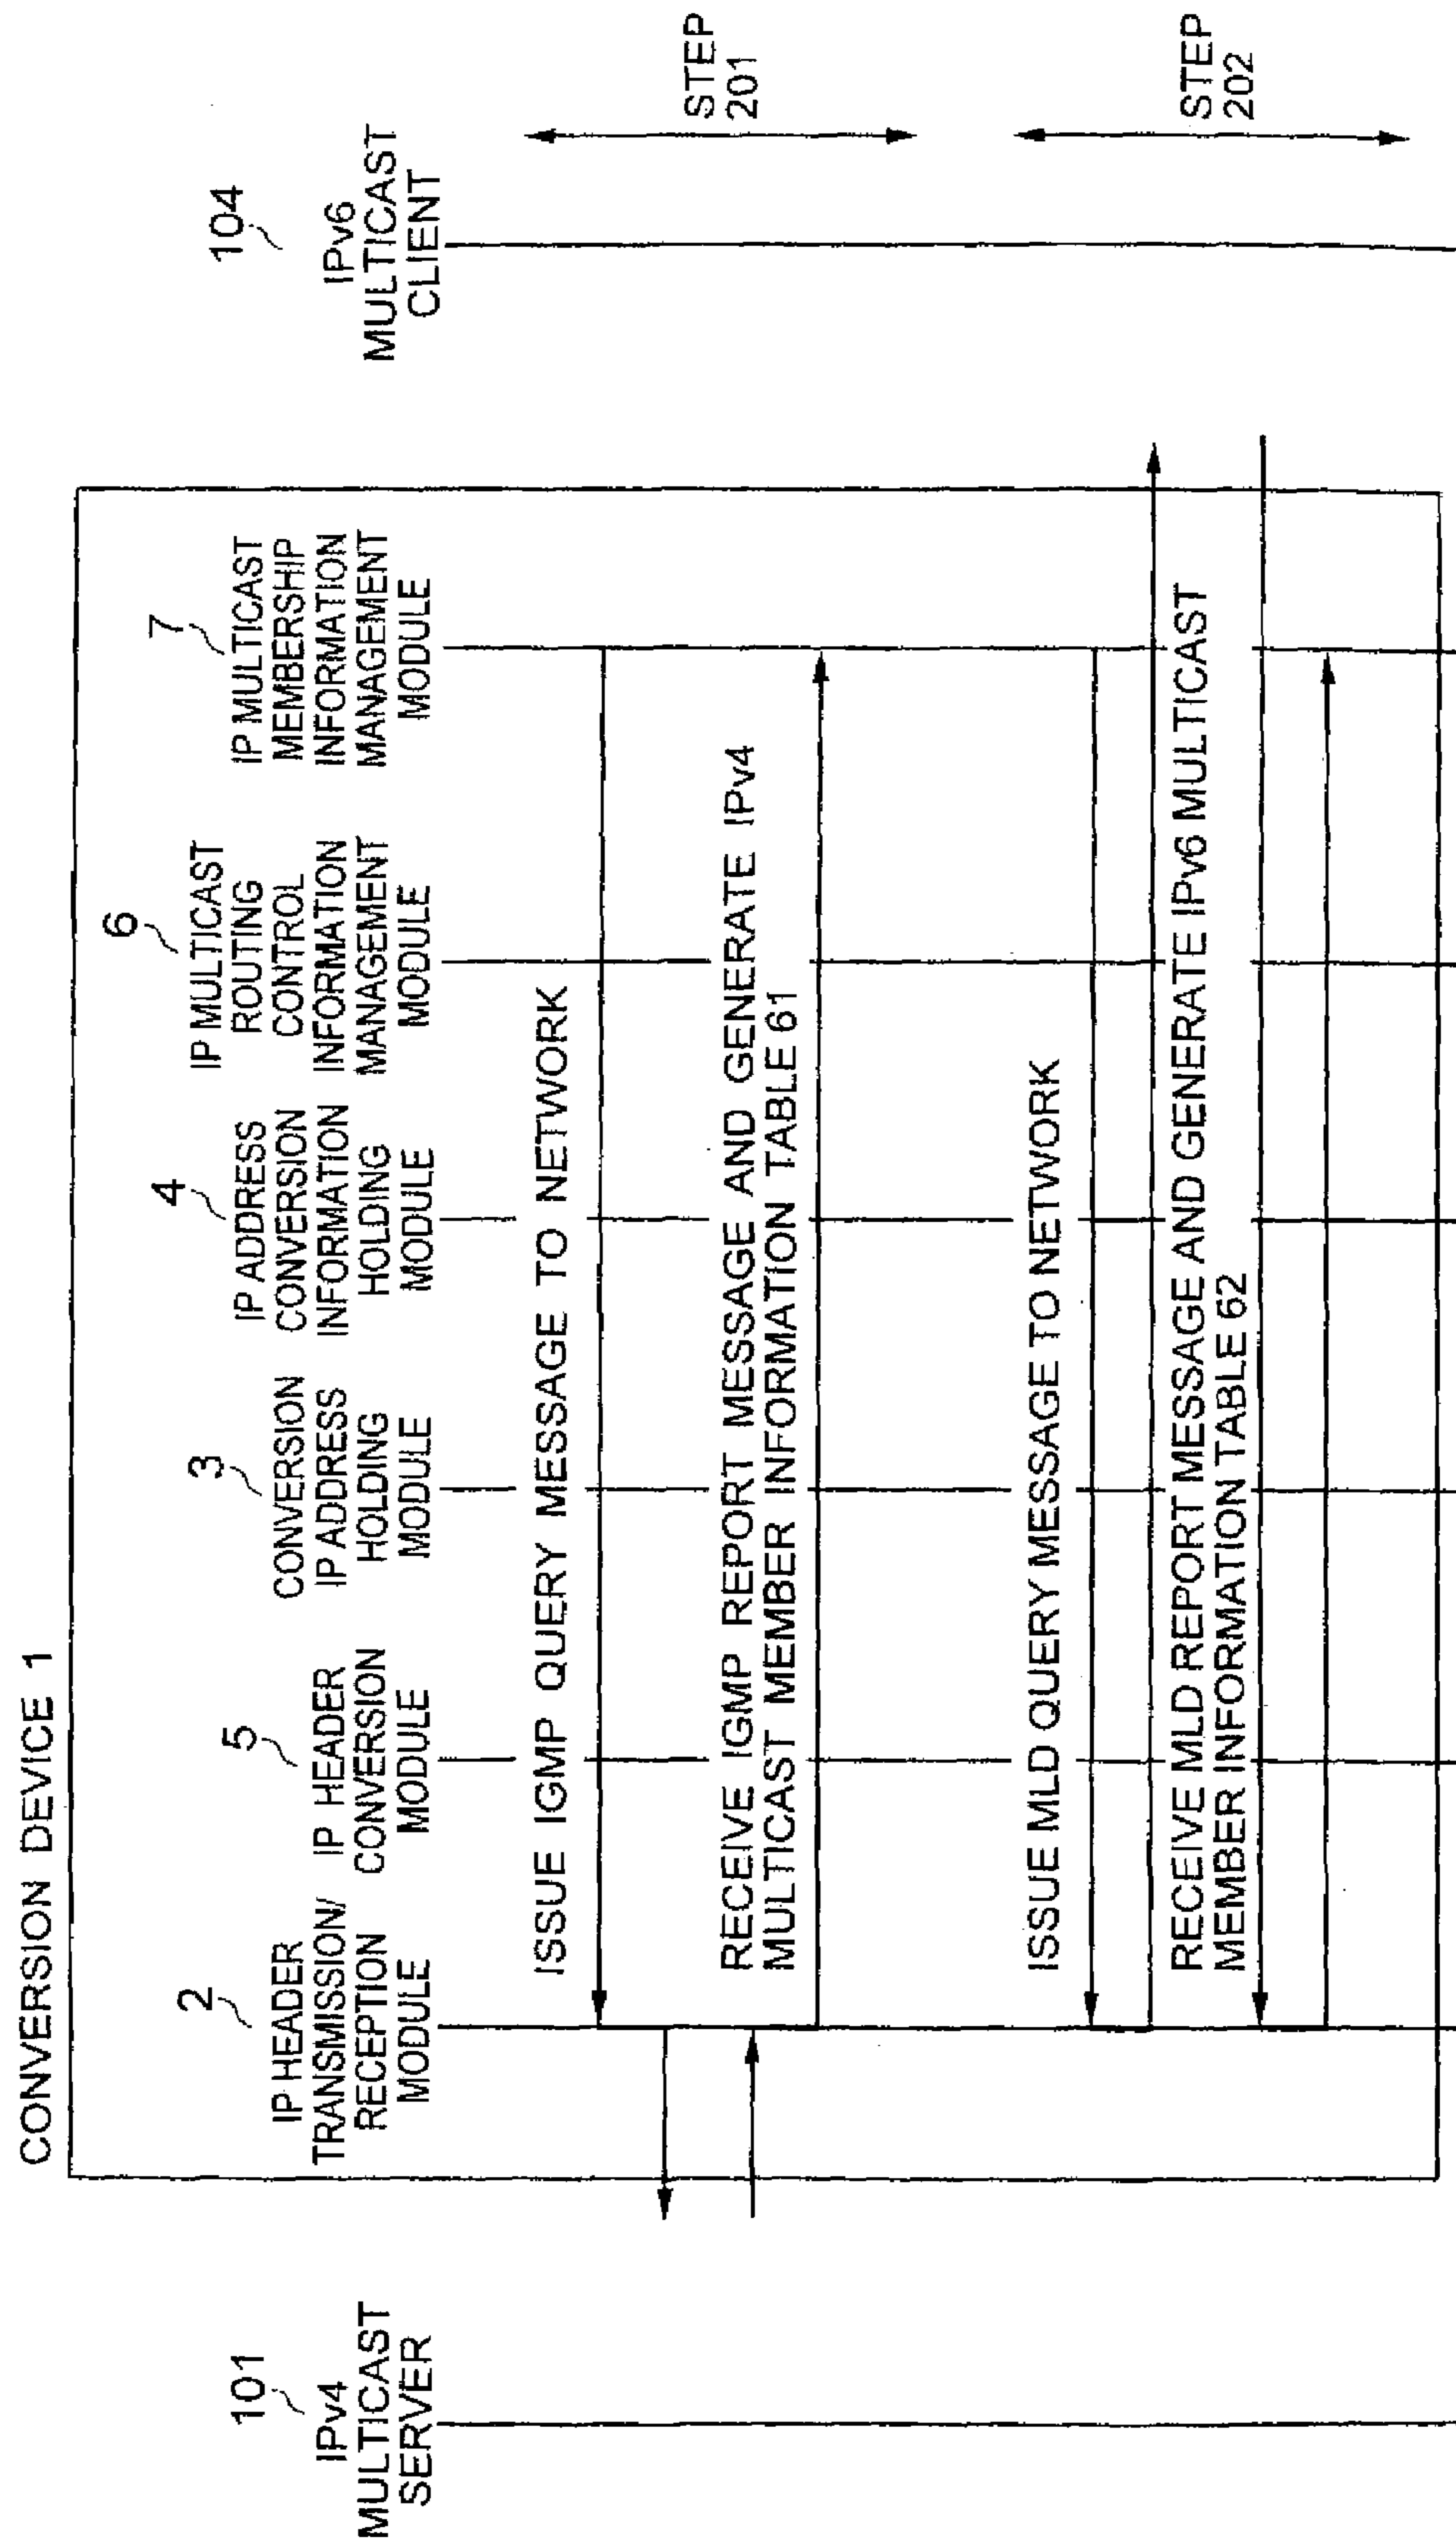 CONVERSION DEVICE 1
101
IPv4
MULTICAST
SERVER
2
IP HEADER
TRANSMISSION/
RECEPTION
MODULE
5
IP HEADER
CONVERSION
MODULE
3
CONVERSION
IP ADDRESS
HOLDING
MODULE
4
IP ADDRESS
CONVERSION
INFORMATION
HOLDING
MODULE
6
IP MULTICAST
ROUTING
CONTROL
INFORMATION
MANAGEMENT
MODULE
7
IP MULTICAST
MEMBERSHIP
INFORMATION
MANAGEMENT
MODULE
104
IPv6
MULTICAST
CLIENT
ISSUE IGMP QUERY MESSAGE TO NETWORK
RECEIVE IGMP REPORT MESSAGE AND GENERATE IPv4
MULTICAST MEMBER INFORMATION TABLE 61
STEP
201
ISSUE MLD QUERY MESSAGE TO NETWORK
RECEIVE MLD REPORT MESSAGE AND GENERATE IPv6 MULTICAST
MEMBER INFORMATION TABLE 62
STEP
202